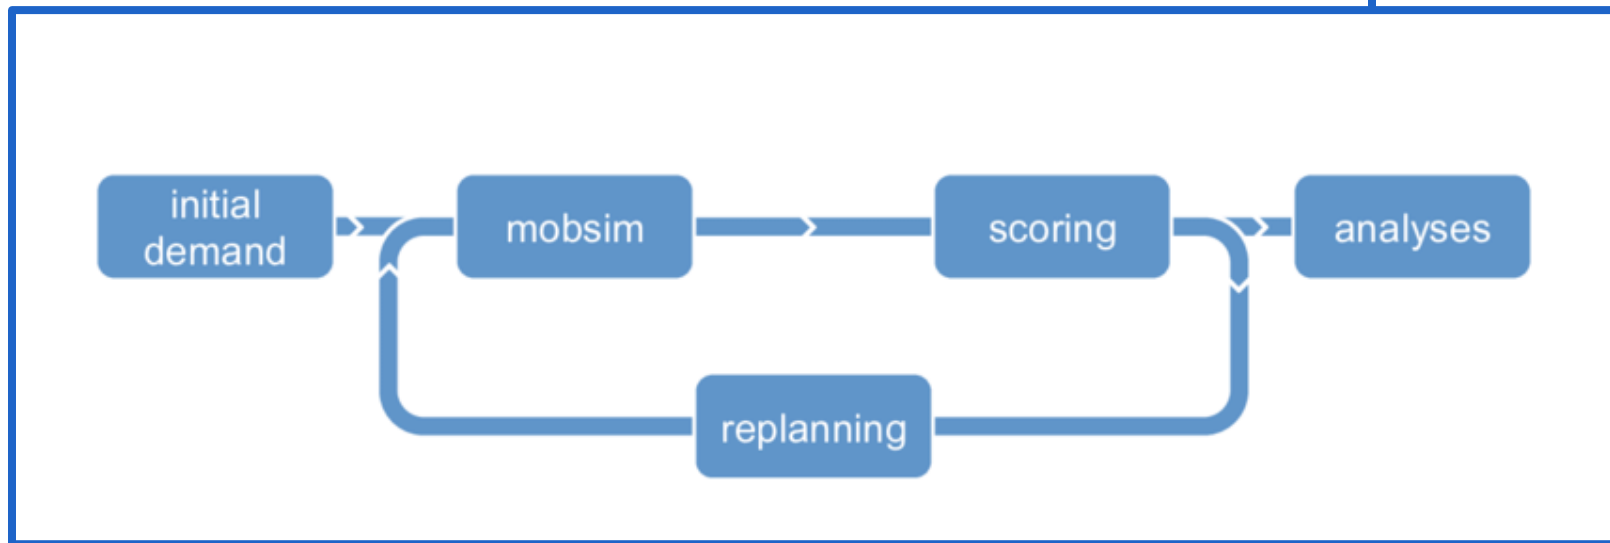 initial
demand
mobsim
scoring
analyses
replanning